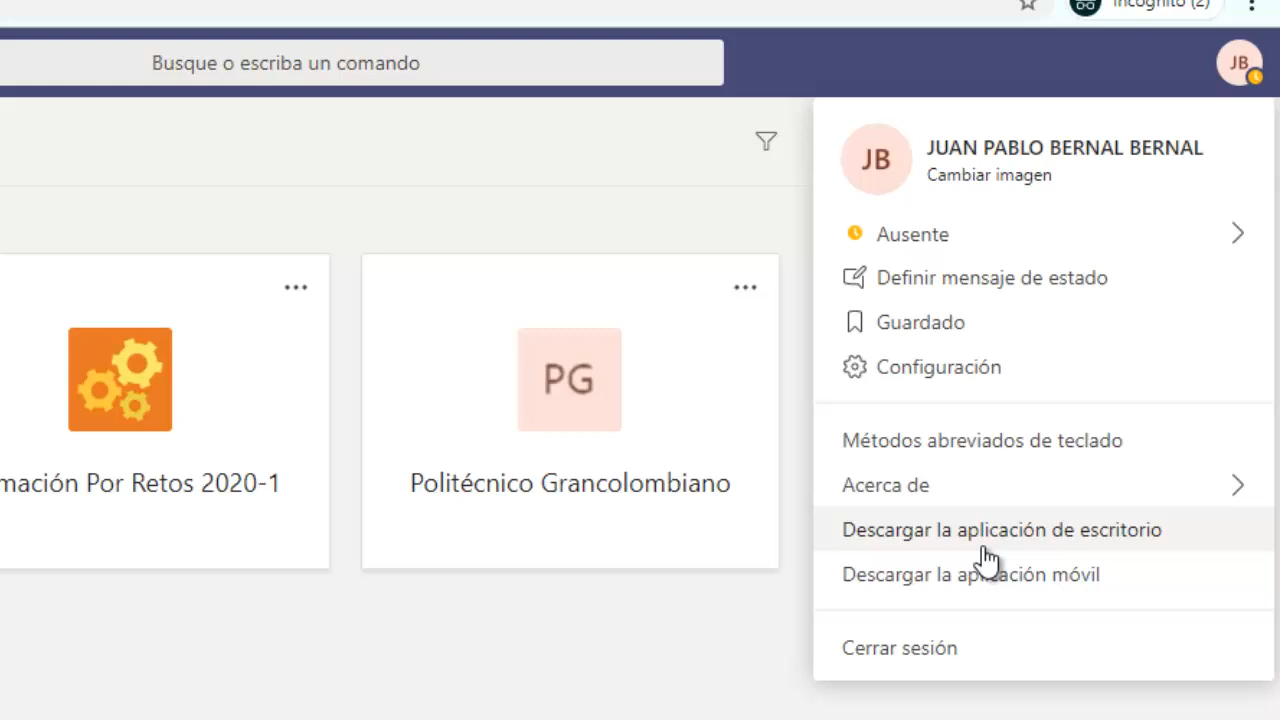 Incógnito (2)
Busque o escriba un comando
JB
JB
JUAN PABLO BERNAL BERNAL
Cambiar imagen
Ausente
Definir mensaje de estado
Guardado
Configuración
Métodos abreviados de teclado
Acerca de
Descargar la aplicación de escritorio
Descargar la aplicación móvil
Cerrar sesión
mación Por Retos 2020-1
PG
Politécnico Grancolombiano